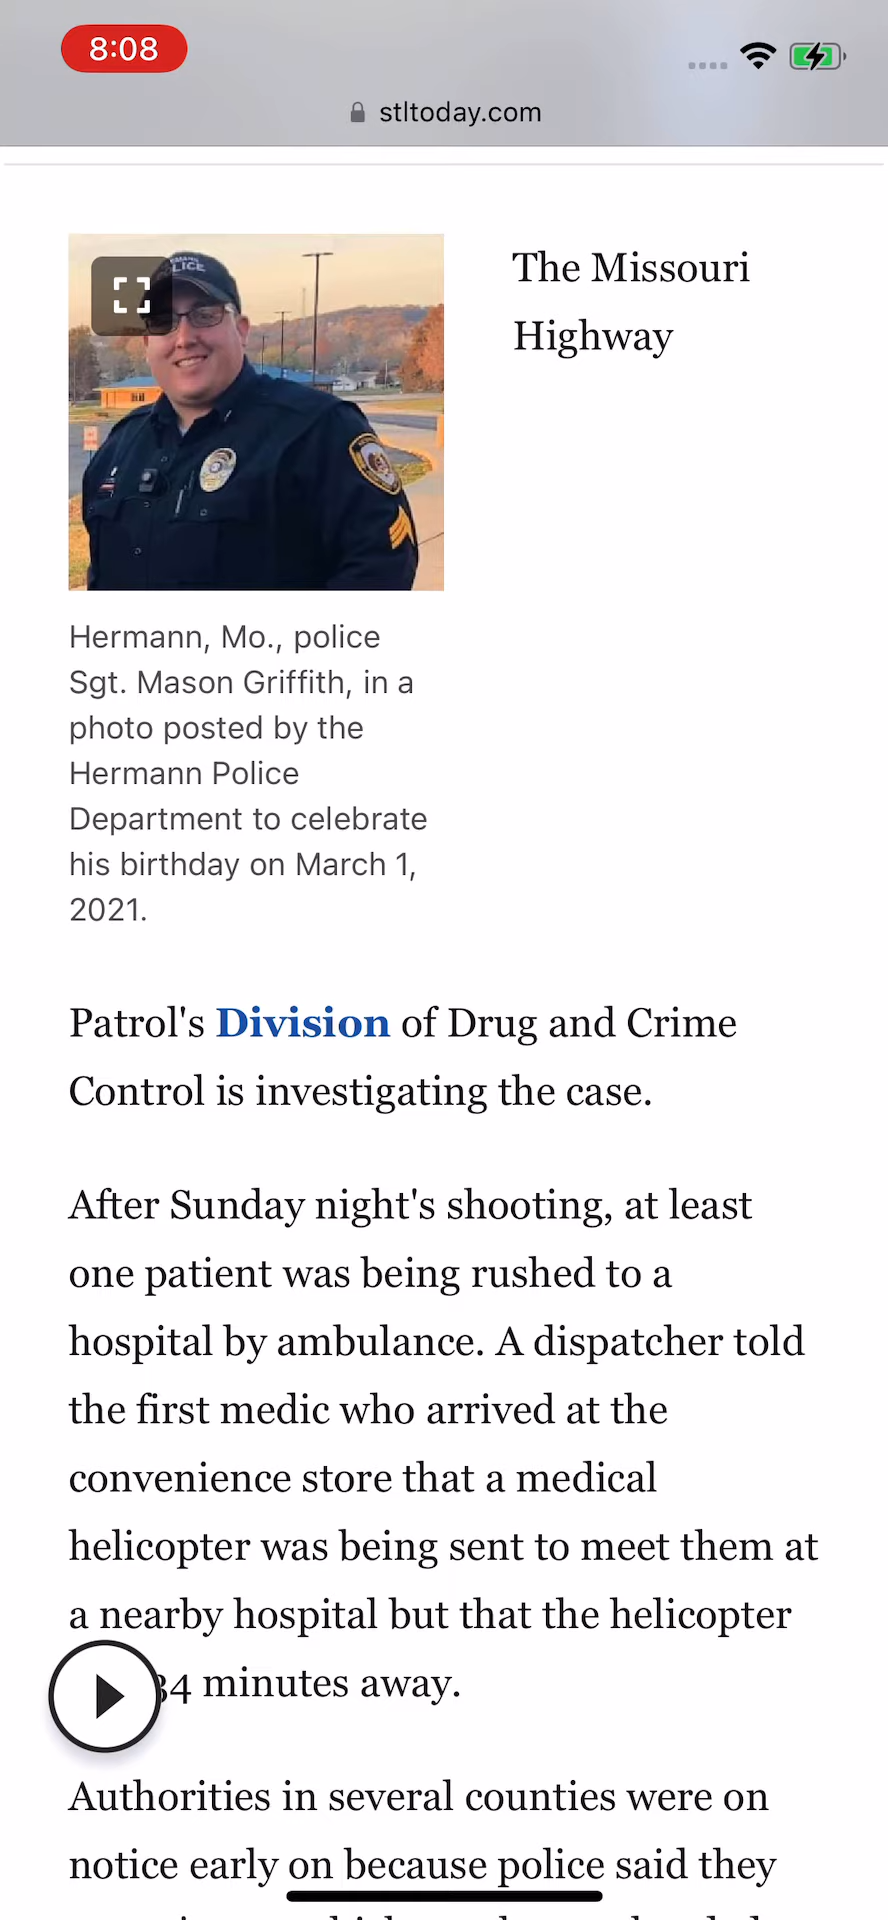 8:08
stltoday.com
LICE
The Missouri
Highway
Hermann, Mo., police
Sgt. Mason Griffith, in a
photo posted by the
Hermann Police
Department to celebrate
his birthday on March 1,
2021.
Patrol's Division of Drug and Crime
Control is investigating the case.
After Sunday night's shooting, at least
one patient was being rushed to a
hospital by ambulance. A dispatcher told
the first medic who arrived at the
convenience store that a medical
helicopter was being sent to meet them at
a nearby hospital but that the helicopter
34 minutes away.
Authorities in several counties were on
notice early on because police said they